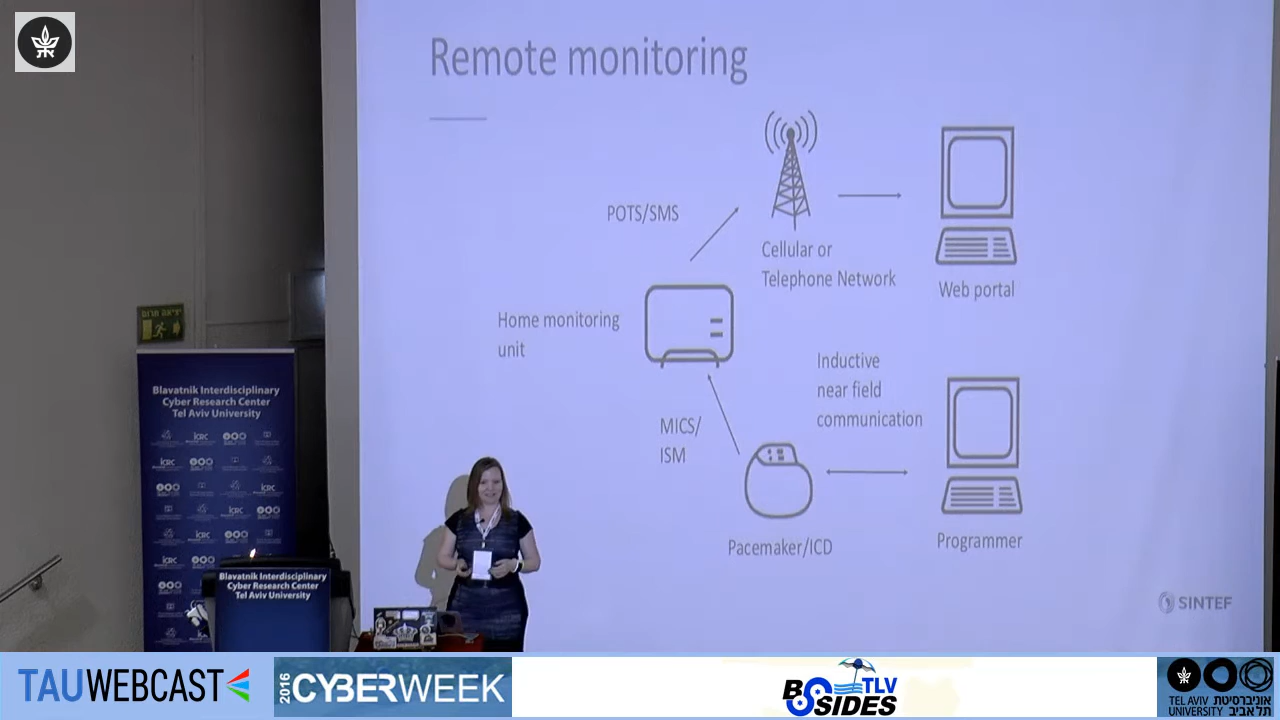 Remote monitoring
POTS/SMS
Cellular or
Telephone Network
Web portal
Home monitoring
unit
Inductive
near field
communication
MICS/
ISM
Pacemaker/ICD
Programmer
SINTEF
יציאת חרום
Blavatnik Interdisciplinary
Cyber Research Center
Tel Aviv University
Blavatnik Interdisciplinary
Cyber Research Center
Tel Aviv University
TAUWEBCAST
2016
CYBERWEEK
BSIDES
TLV
TEL AVIV
UNIVERSITY
אוניברסיטת
תל אביב